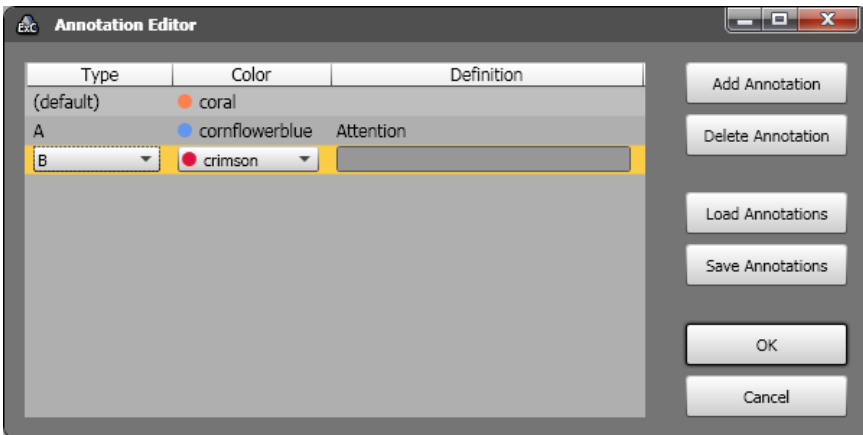 ExC Annotation Editor
Type Color Definition
(default) coral
A cornflowerblue Attention
B crimson
Add Annotation
Delete Annotation
Load Annotations
Save Annotations
OK
Cancel